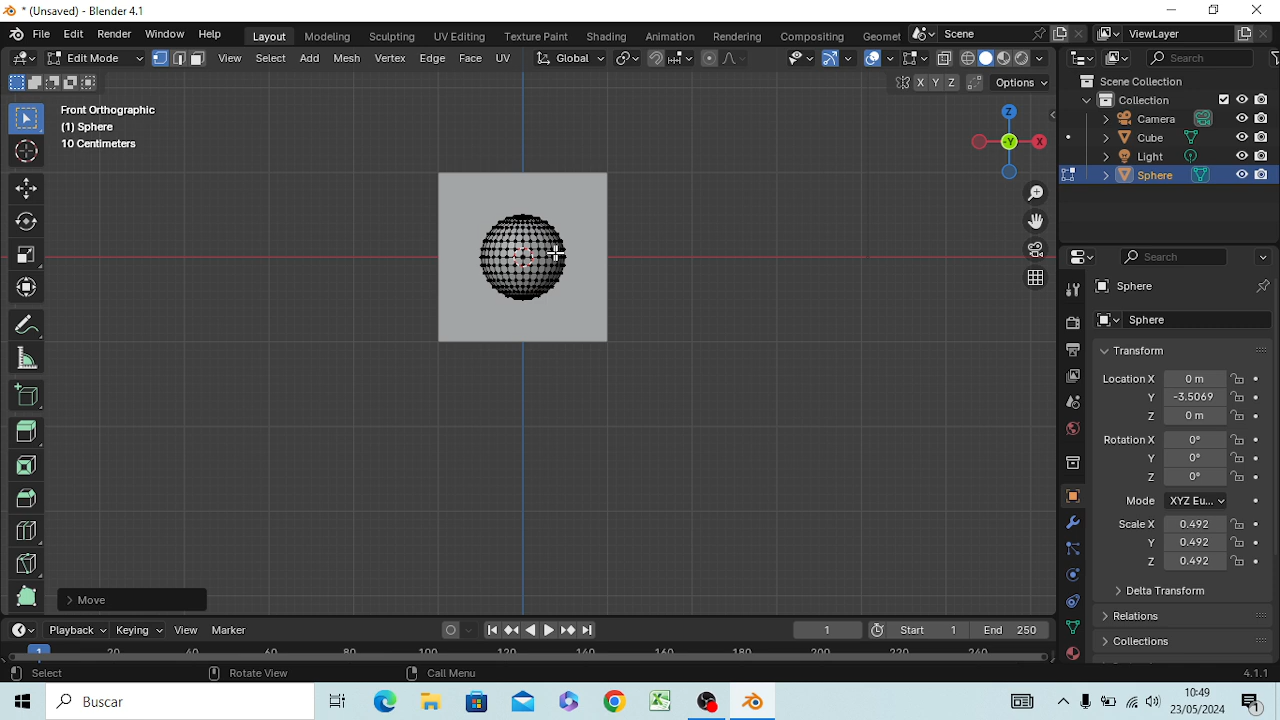 * (Unsaved) - Blender 4.1
File Edit Render Window Help Layout Modeling Sculpting UV Editing Texture Paint Shading Animation Rendering Compositing Geomet Scene ViewLayer
Edit Mode View Select Add Mesh Vertex Edge Face UV Global Search
X Y Z Options
Front Orthographic
(1) Sphere
10 Centimeters
Z
-Y X
Scene Collection
Collection
Camera
Cube
Light
Sphere
Search
Sphere
Sphere
Transform
Location X 0 m
Y -3.5069
Z 0 m
Rotation X 0°
Y 0°
Z 0°
Mode XYZ Eu...
Scale X 0.492
Y 0.492
Z 0.492
Delta Transform
Relations
Collections
Move
Playback Keying View Marker 1 Start 1 End 250
1 20 40 60 80 100 120 140 160 180 200 220 240
Select Rotate View Call Menu 4.1.1
Buscar
10:49
23/05/2024
1